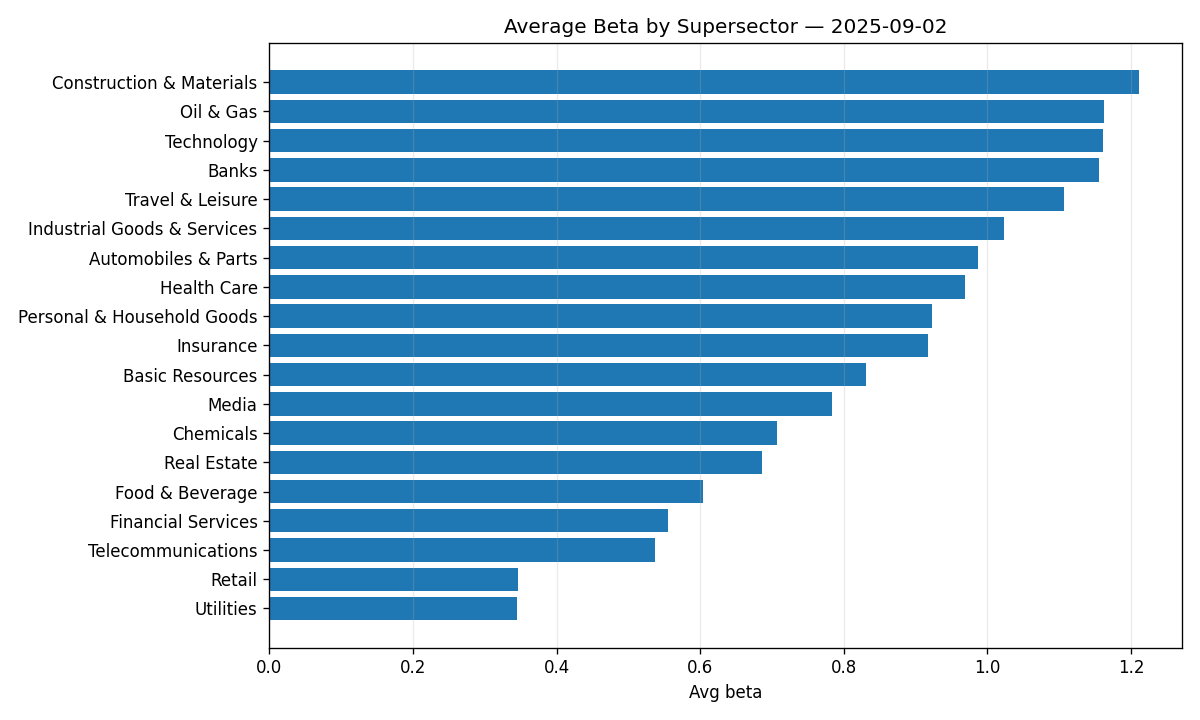 Average Beta by Supersector — 2025-09-02
Construction & Materials
Oil & Gas
Technology
Banks
Travel & Leisure
Industrial Goods & Services
Automobiles & Parts
Health Care
Personal & Household Goods
Insurance
Basic Resources
Media
Chemicals
Real Estate
Food & Beverage
Financial Services
Telecommunications
Retail
Utilities
0.0 0.2 0.4 0.6 0.8 1.0 1.2
Avg beta